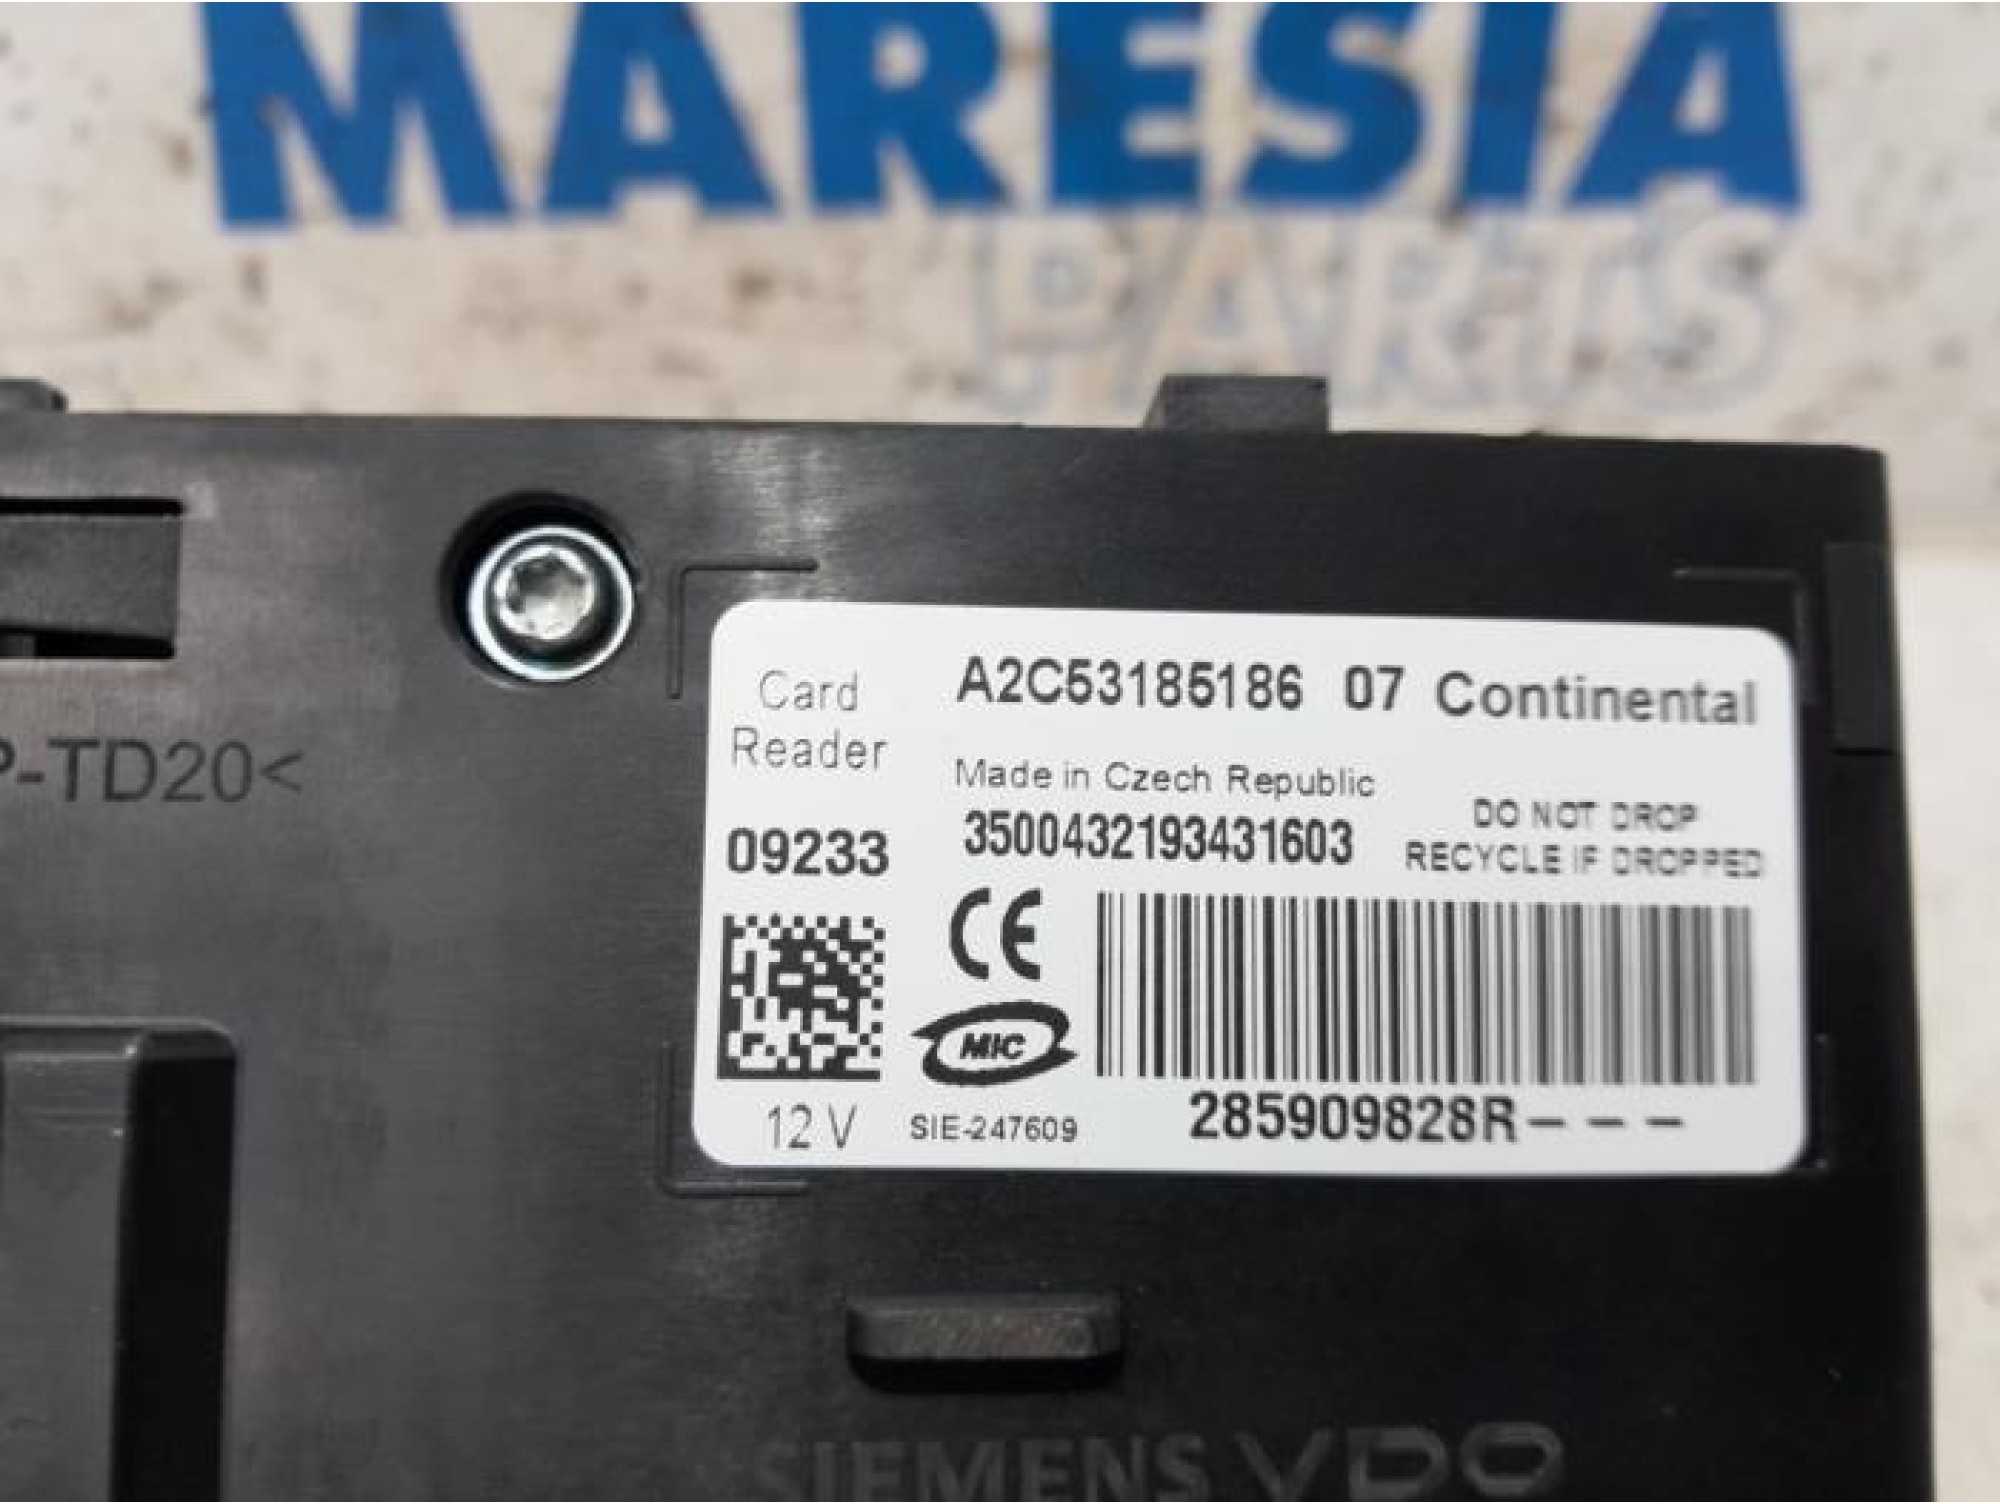 MARESIA
PARTS
P-TD20<
Card
Reader
A2C53185186 07 Continental
Made in Czech Republic
09233
3500432193431603
DO NOT DROP
RECYCLE IF DROPPED
CE
MIC
12 V
SIE-247609
285909828R- - -
SIEMENS VDO